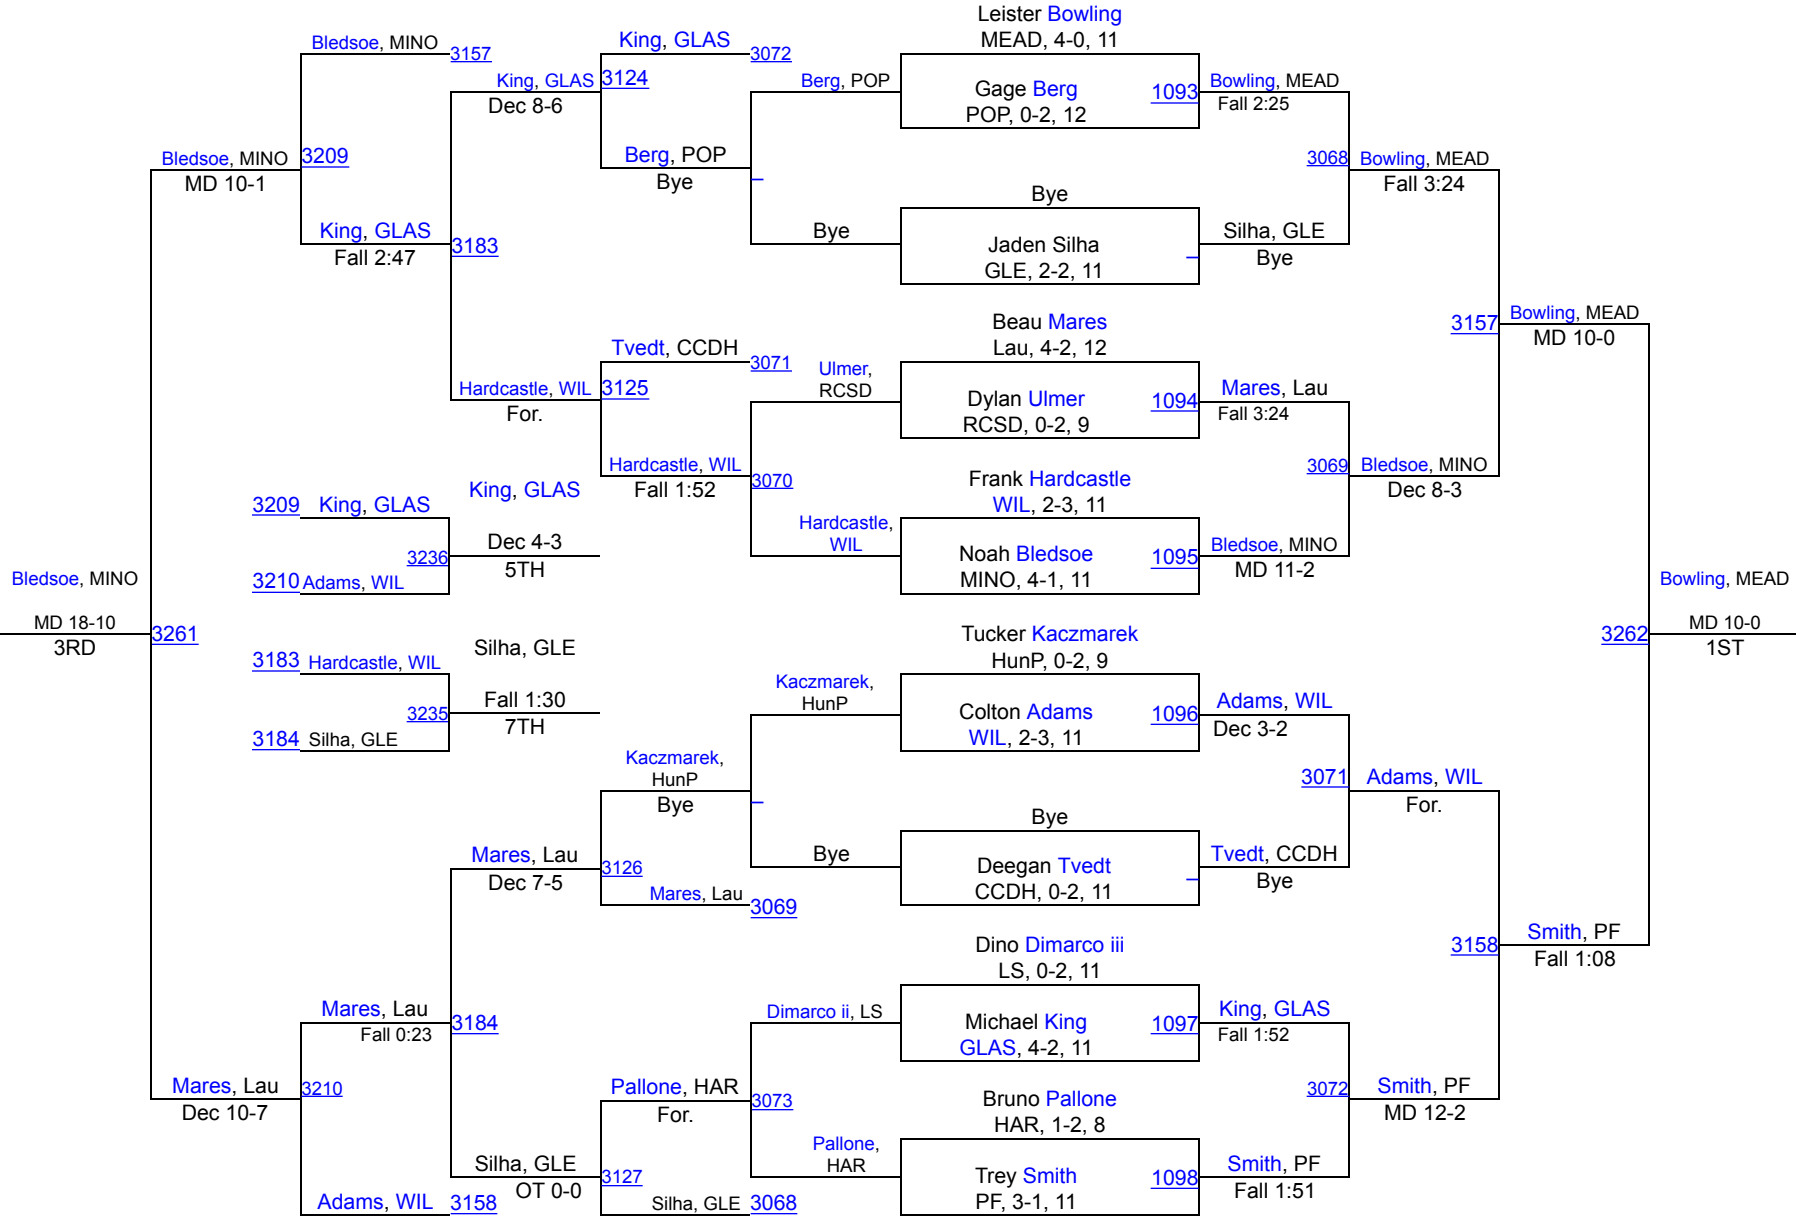 Leister Bowling
MEAD, 4-0, 11
Bledsoe, MINO
3157
King, GLAS
3072
King, GLAS
3124
Dec 8-6
Berg, POP
Gage Berg
POP, 0-2, 12
1093
Bowling, MEAD
Fall 2:25
Bledsoe, MINO
3209
MD 10-1
Berg, POP
Bye
3068
Bowling, MEAD
Fall 3:24
Bye
King, GLAS
3183
Fall 2:47
Bye
Jaden Silha
GLE, 2-2, 11
Silha, GLE
Bye
Beau Mares
Lau, 4-2, 12
3157
Bowling, MEAD
MD 10-0
Tvedt, CCDH
3071
Ulmer,
RCSD
Hardcastle, WIL
3125
For.
Dylan Ulmer
RCSD, 0-2, 9
1094
Mares, Lau
Fall 3:24
Hardcastle, WIL
3070
Fall 1:52
Frank Hardcastle
WIL, 2-3, 11
3069
Bledsoe, MINO
Dec 8-3
3209
King, GLAS
King, GLAS
Dec 4-3
3236
5TH
3210
Adams, WIL
Hardcastle,
WIL
Noah Bledsoe
MINO, 4-1, 11
1095
Bledsoe, MINO
MD 11-2
Bledsoe, MINO
MD 18-10
3RD
3261
Bowling, MEAD
3262
MD 10-0
1ST
Tucker Kaczmarek
HunP, 0-2, 9
3183
Hardcastle, WIL
Silha, GLE
Fall 1:30
3235
7TH
3184
Silha, GLE
Kaczmarek,
HunP
Colton Adams
WIL, 2-3, 11
1096
Adams, WIL
Dec 3-2
Kaczmarek,
HunP
Bye
3071
Adams, WIL
For.
Bye
Mares, Lau
3126
Dec 7-5
Bye
Deegan Tvedt
CCDH, 0-2, 11
Tvedt, CCDH
Bye
Mares, Lau
3069
Dino Dimarco iii
LS, 0-2, 11
3158
Smith, PF
Fall 1:08
Mares, Lau
3184
Fall 0:23
Dimarco ii, LS
Michael King
GLAS, 4-2, 11
1097
King, GLAS
Fall 1:52
Mares, Lau
3210
Dec 10-7
Pallone, HAR
3073
For.
Bruno Pallone
HAR, 1-2, 8
3072
Smith, PF
MD 12-2
Pallone,
HAR
Silha, GLE
3127
OT 0-0
Trey Smith
PF, 3-1, 11
1098
Smith, PF
Fall 1:51
Adams, WIL
3158
Silha, GLE
3068